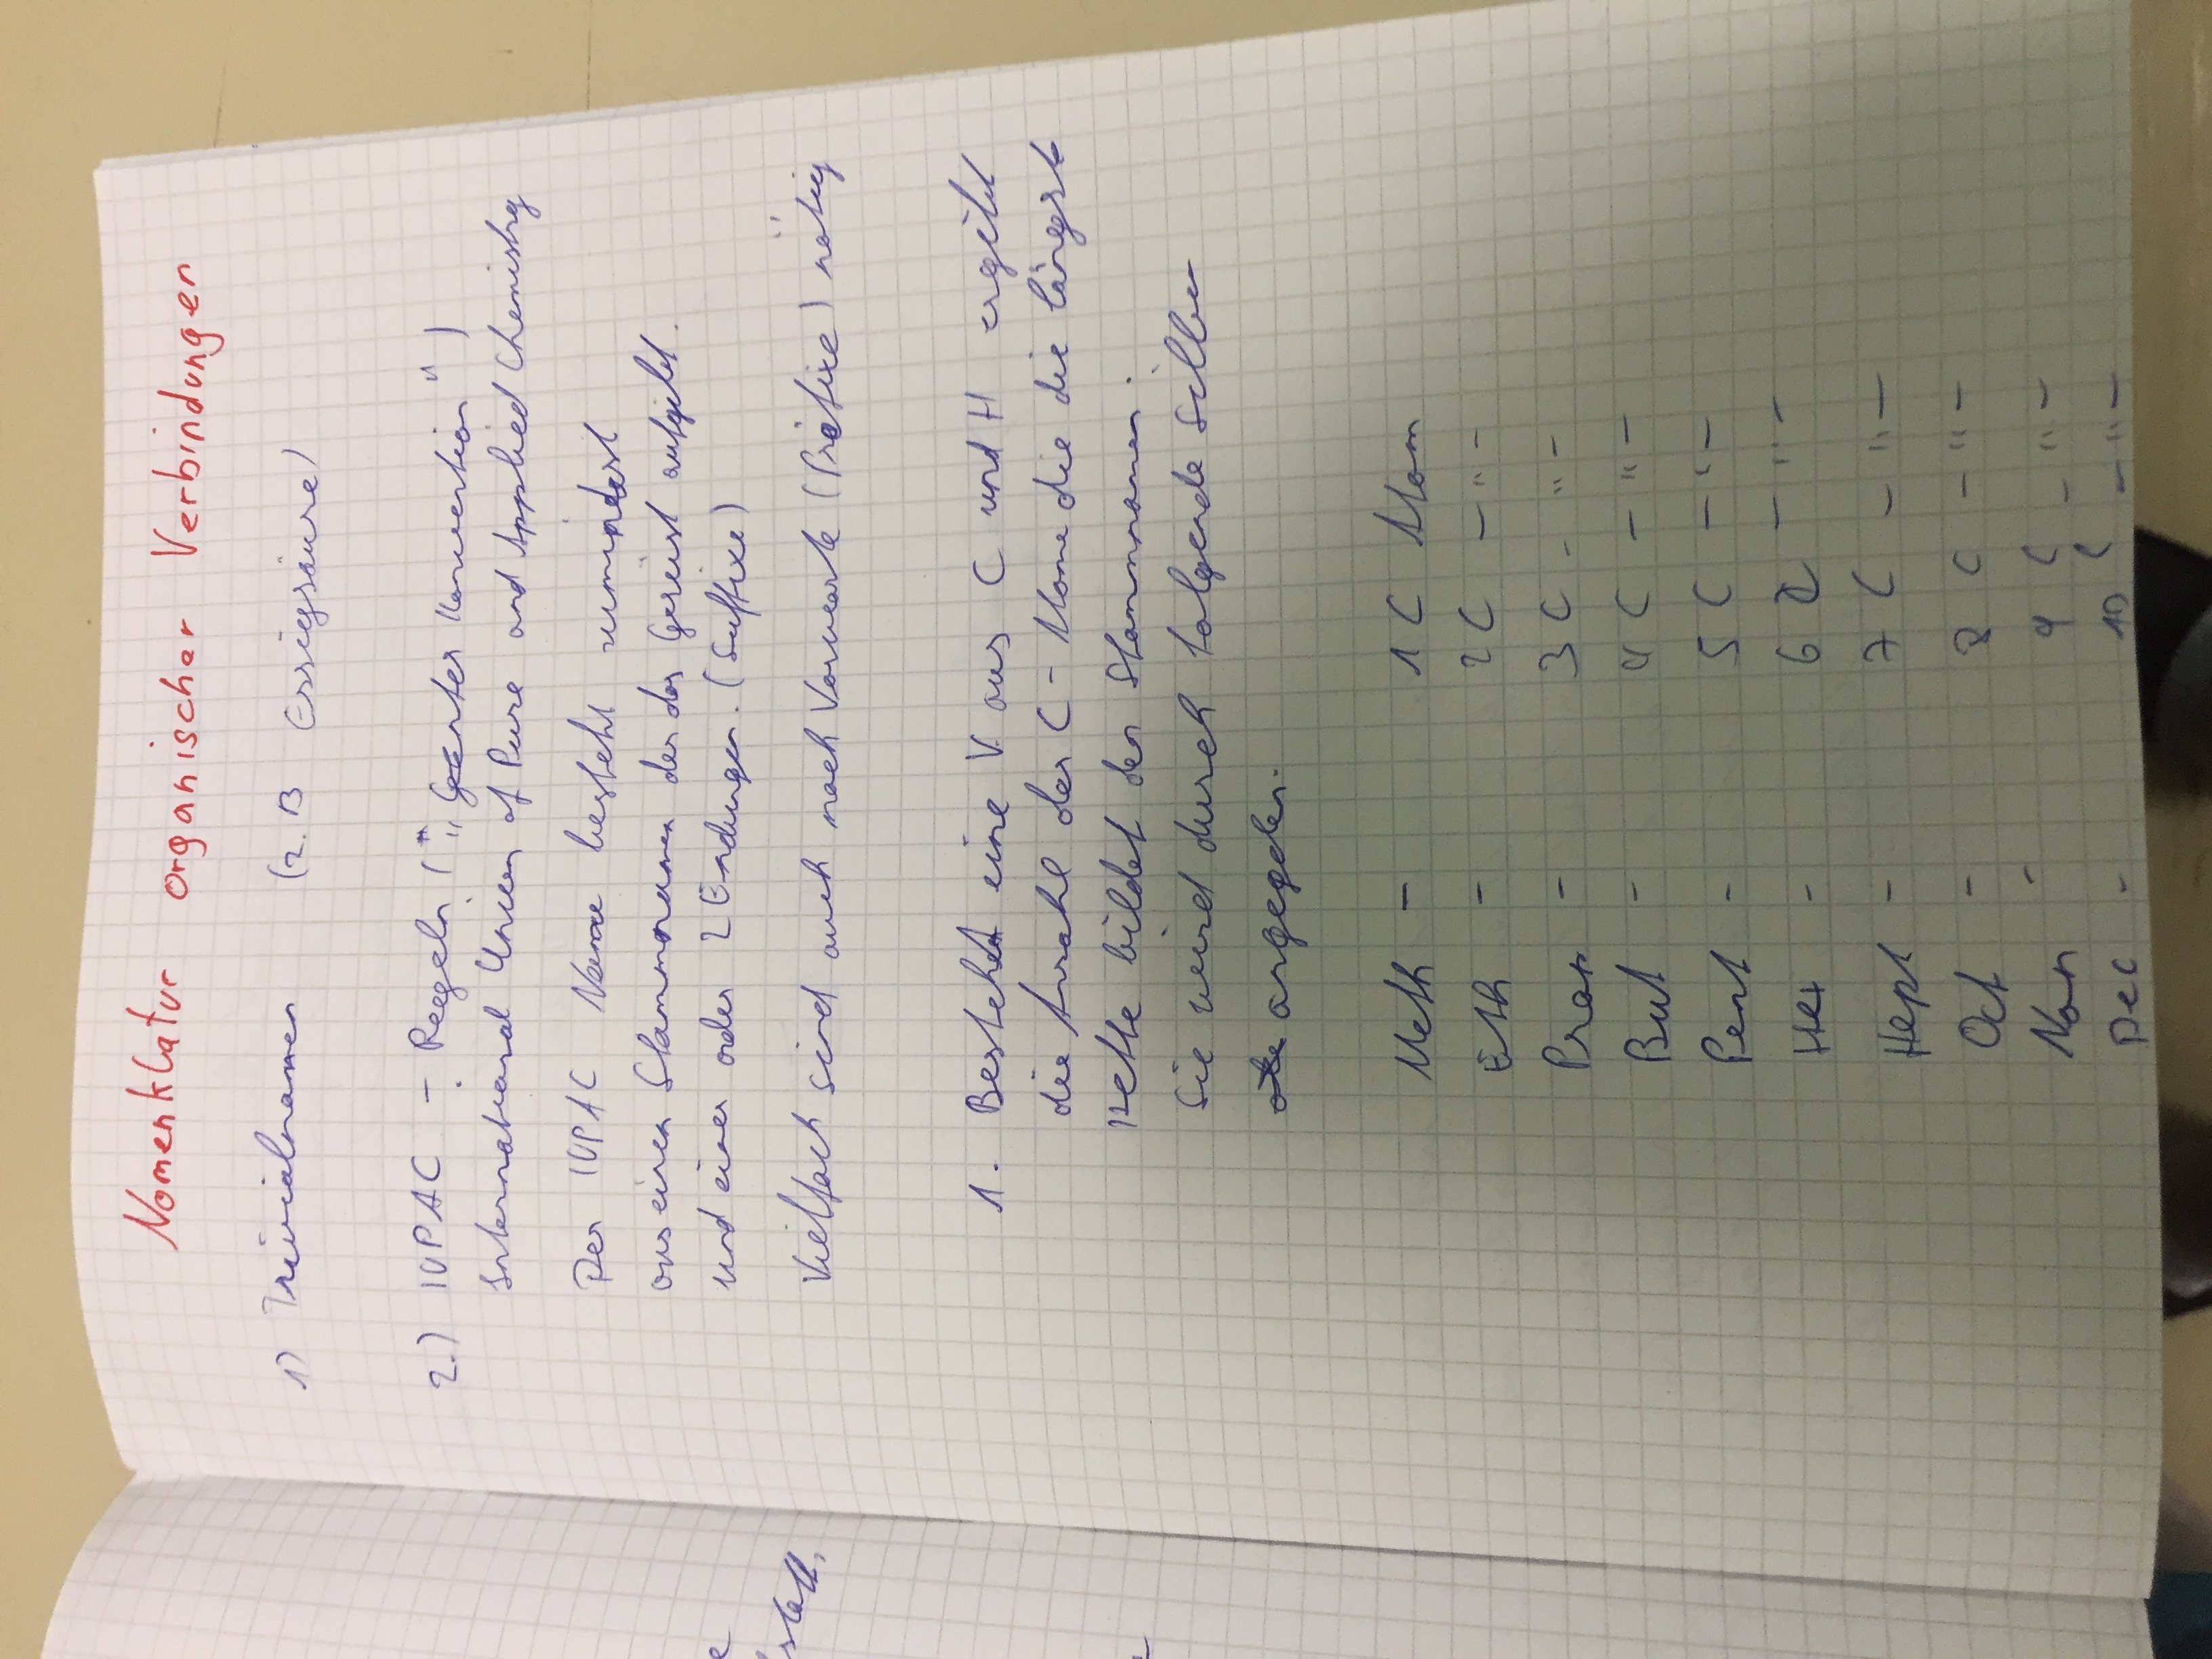 Nomenklatur organischer Verbindungen
1) Trivialnamen (z.B Essigsäure)
2.) IUPAC - Regeln („Genter Konvention")
International Union of Pure and Applied Chemistry
Der IUPAC Name besteht zumindest
aus einen Stammnamen der das Gerüst aufgibt.
und einer oder 2 Endungen. (Suffixe)
Vielfach sind auch noch Vorworte (Präfixe) nötig
1. Besteht eine V. aus C und H ergibt
die Anzahl der C - Atome die die längste
Kette bildet den Stammnamen.
Sie wird durch folgende Silben
angegeben.
Meth - 1 C Atom
Eth - 2 C - " -
Prop - 3 C - " -
But - 4 C - " -
Pent - 5 C - " -
Hex - 6 C - " -
Hept - 7 C - " -
Oct - 8 C - " -
Non - 9 C - " -
Dec - 10 C - " -